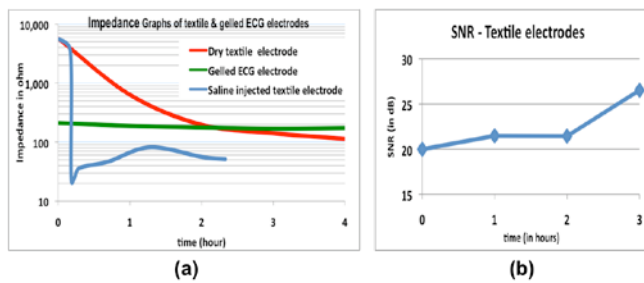 Impedance Graphs of textile & gelled ECG electrodes
10,000
1,000
100
10
Impedance in ohm
Dry textile electrode
Gelled ECG electrode
Saline injected textile electrode
0 1 2 3 4
time (hour)
(a)
SNR - Textile electrodes
30
25
20
15
SNR (in dB)
0 1 2 3
time (in hours)
(b)